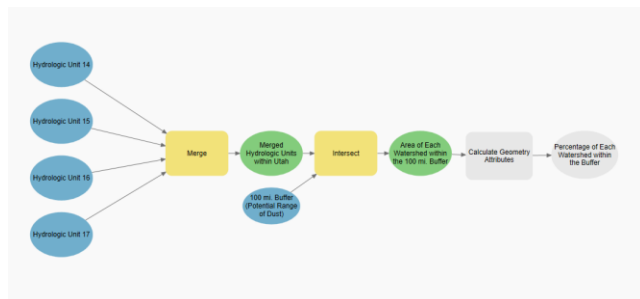 Hydrologic Unit 14
Hydrologic Unit 15
Hydrologic Unit 16
Hydrologic Unit 17
Merge
Merged
Hydrologic Units
within Utah
100 mi. Buffer
(Potential Range
of Dust)
Intersect
Area of Each
Watershed within
the 100 mi. Buffer
Calculate Geometry
Attributes
Percentage of Each
Watershed within
the Buffer